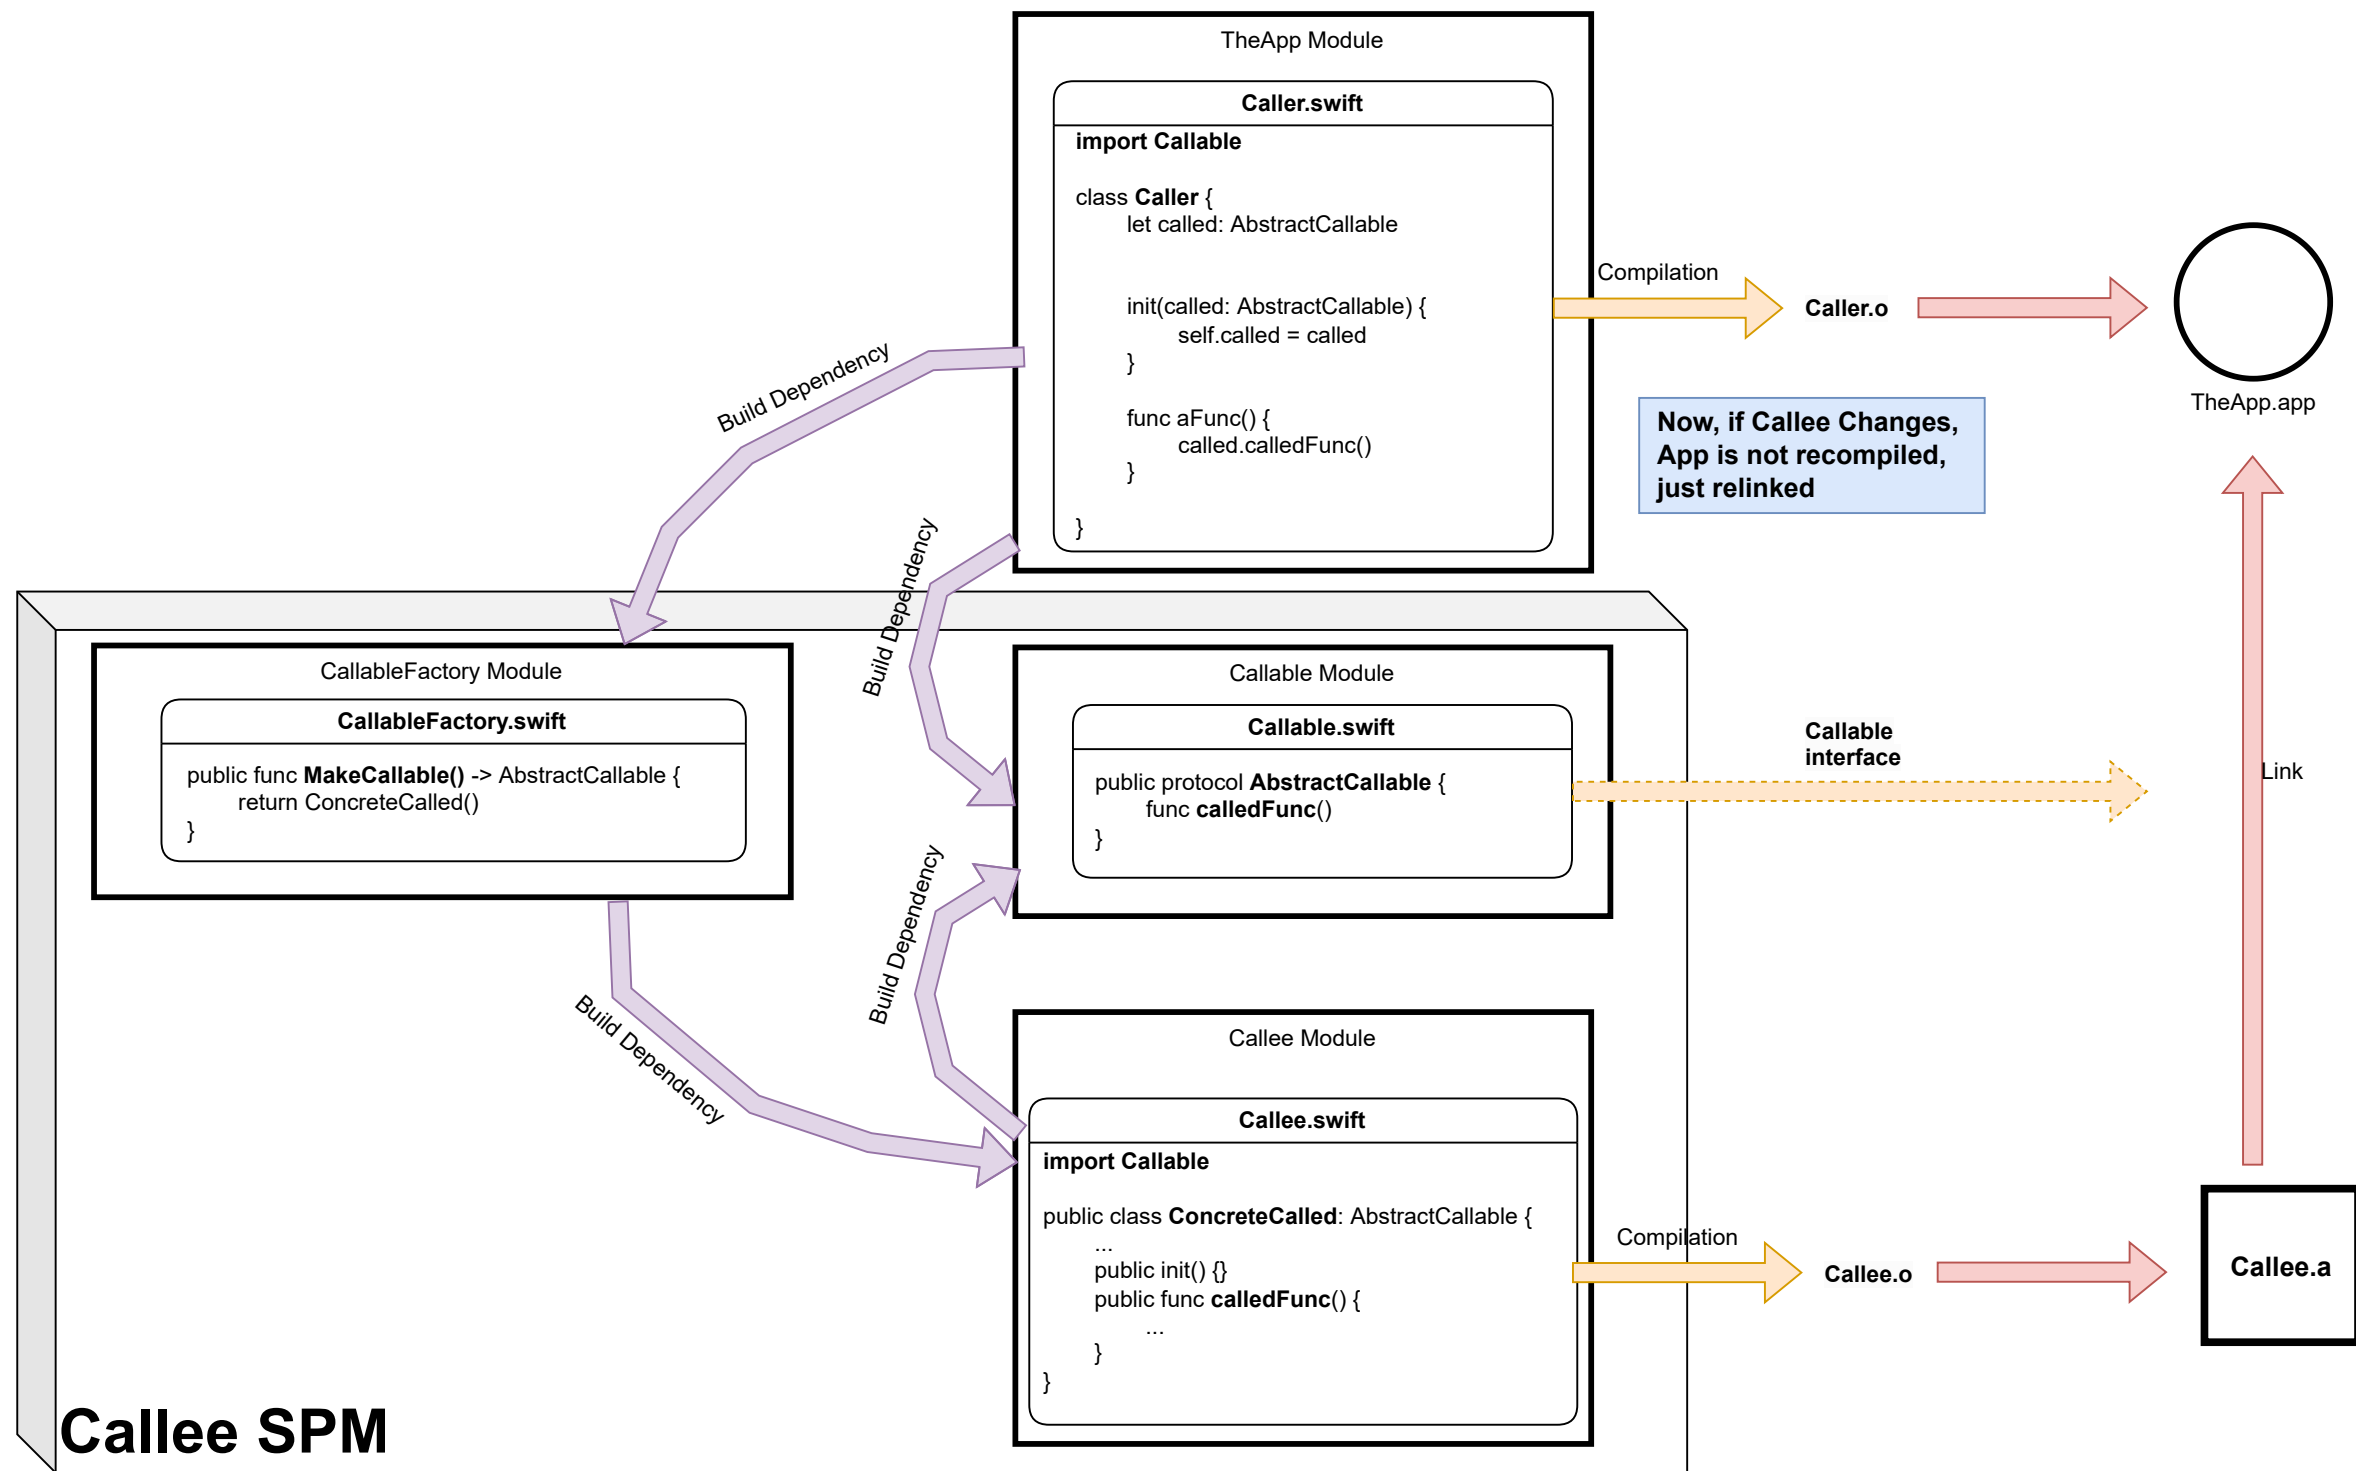 TheApp Module
Caller.swift
import Callable
class Caller {
let called: AbstractCallable
init(called: AbstractCallable) {
self.called = called
}
func aFunc() {
called.calledFunc()
}
}
Compilation
Caller.o
TheApp.app
Now, if Callee Changes,
App is not recompiled,
just relinked
Build Dependency
Build Dependency
CallableFactory Module
CallableFactory.swift
public func MakeCallable() -> AbstractCallable {
return ConcreteCalled()
}
Callable Module
Callable.swift
public protocol AbstractCallable {
func calledFunc()
}
Callable
interface
Link
Build Dependency
Build Dependency
Callee Module
Callee.swift
import Callable
public class ConcreteCalled: AbstractCallable {
...
public init() {}
public func calledFunc() {
...
}
}
Compilation
Callee.o
Callee.a
Callee SPM